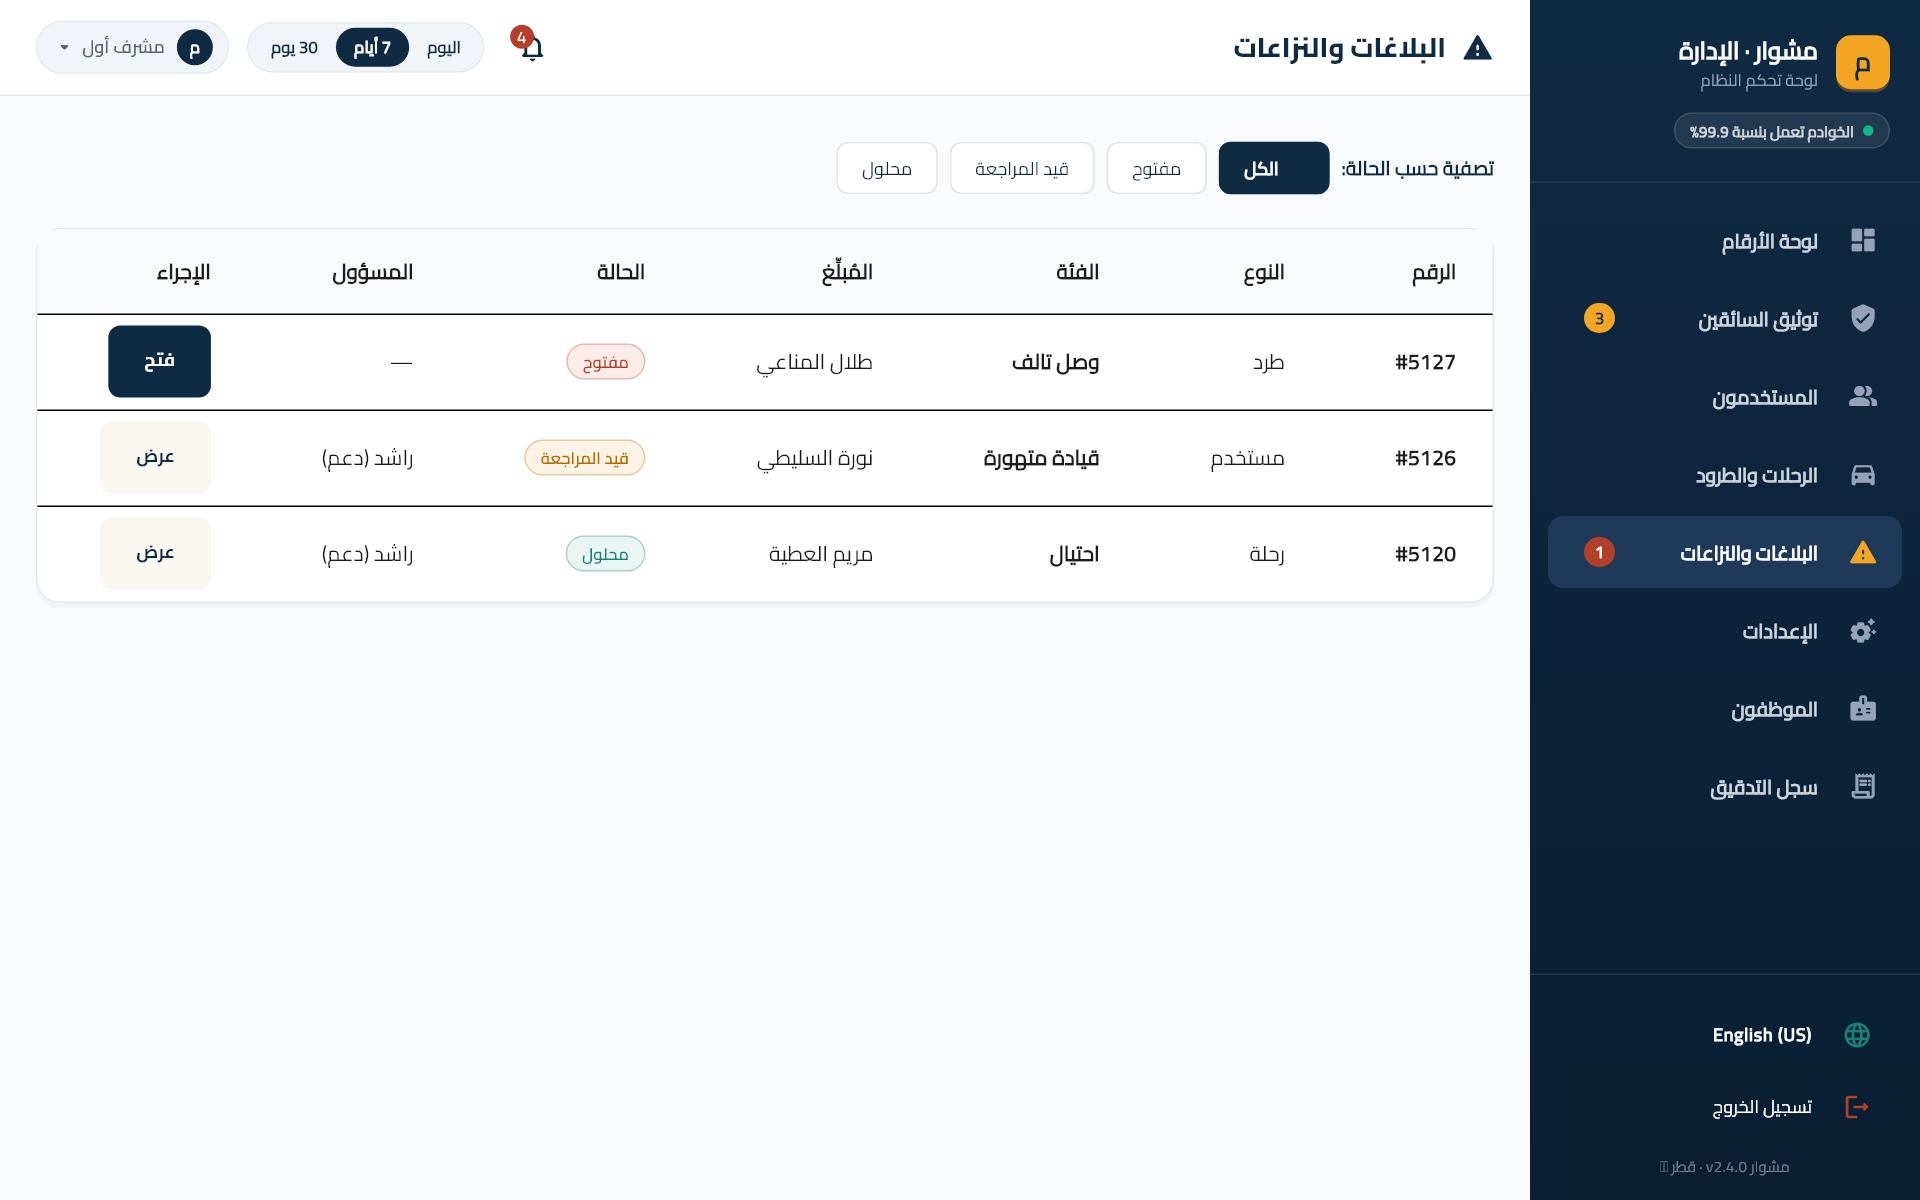 م
مشوار · الإدارة
لوحة تحكم النظام
الخوادم تعمل بنسبة 99.9%
لوحة الأرقام
توثيق السائقين
3
المستخدمون
الرحلات والطرود
البلاغات والنزاعات
1
الإعدادات
الموظفون
سجل التدقيق
English (US)
تسجيل الخروج
مشوار v2.4.0 · قطر
البلاغات والنزاعات
4
اليوم
7 أيام
30 يوم
م
مشرف أول
تصفية حسب الحالة:
الكل
مفتوح
قيد المراجعة
محلول
الرقم النوع الفئة المُبلِّغ الحالة المسؤول الإجراء
#5127 طرد وصل تالف طلال المناعي مفتوح — فتح
#5126 مستخدم قيادة متهورة نورة السليطي قيد المراجعة راشد (دعم) عرض
#5120 رحلة احتيال مريم العطية محلول راشد (دعم) عرض